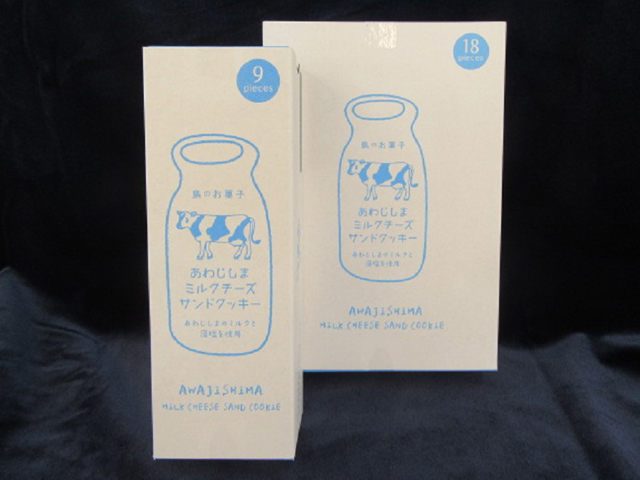 9
pieces
島のお菓子
あわじしま
ミルクチーズ
サンドクッキー
あわじしまのミルクと
藻塩を使用
AWAJISHIMA
MILK CHEESE SAND COOKIE
18
pieces
島のお菓子
あわじしま
ミルクチーズ
サンドクッキー
あわじしまのミルクと
藻塩を使用
AWAJISHIMA
MILK CHEESE SAND COOKIE